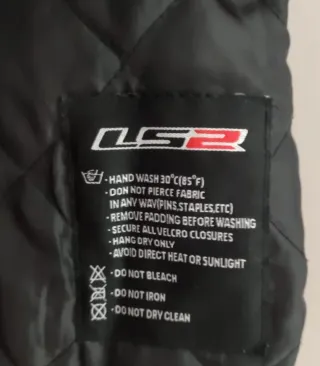 LS2
- HAND WASH 30°C(85°F)
- DON NOT PIERCE FABRIC
IN ANY WAY(PINS,STAPLES,ETC)
- REMOVE PADDING BEFORE WASHING
- SECURE ALL VELCRO CLOSURES
- HANG DRY ONLY
- AVOID DIRECT HEAT OR SUNLIGHT
- DO NOT BLEACH
- DO NOT IRON
- DO NOT DRY CLEAN